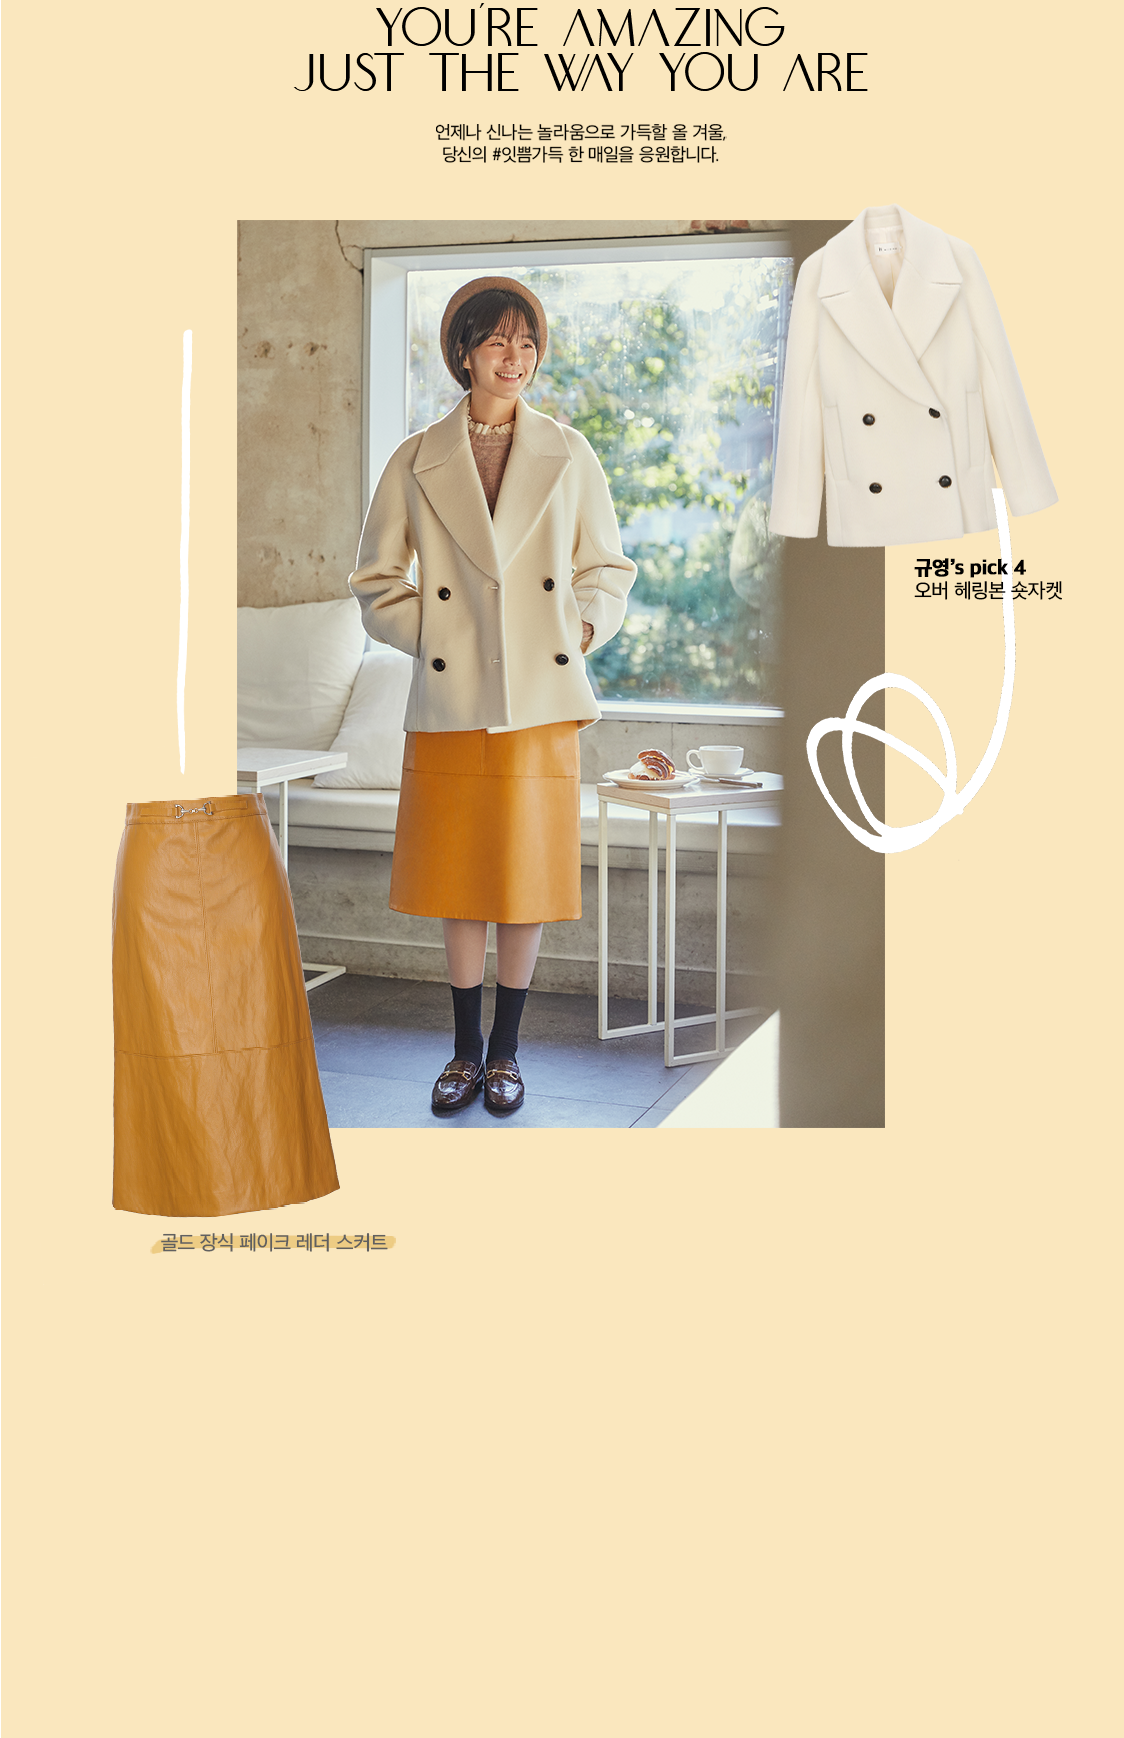 YOU'RE AMAZING
JUST THE WAY YOU ARE
언제나 신나는 놀라움으로 가득할 올 겨울,
당신의 #잇쁨가득 한 매일을 응원합니다.
규영's pick 4
오버 헤링본 숏자켓
골드 장식 페이크 레더 스커트